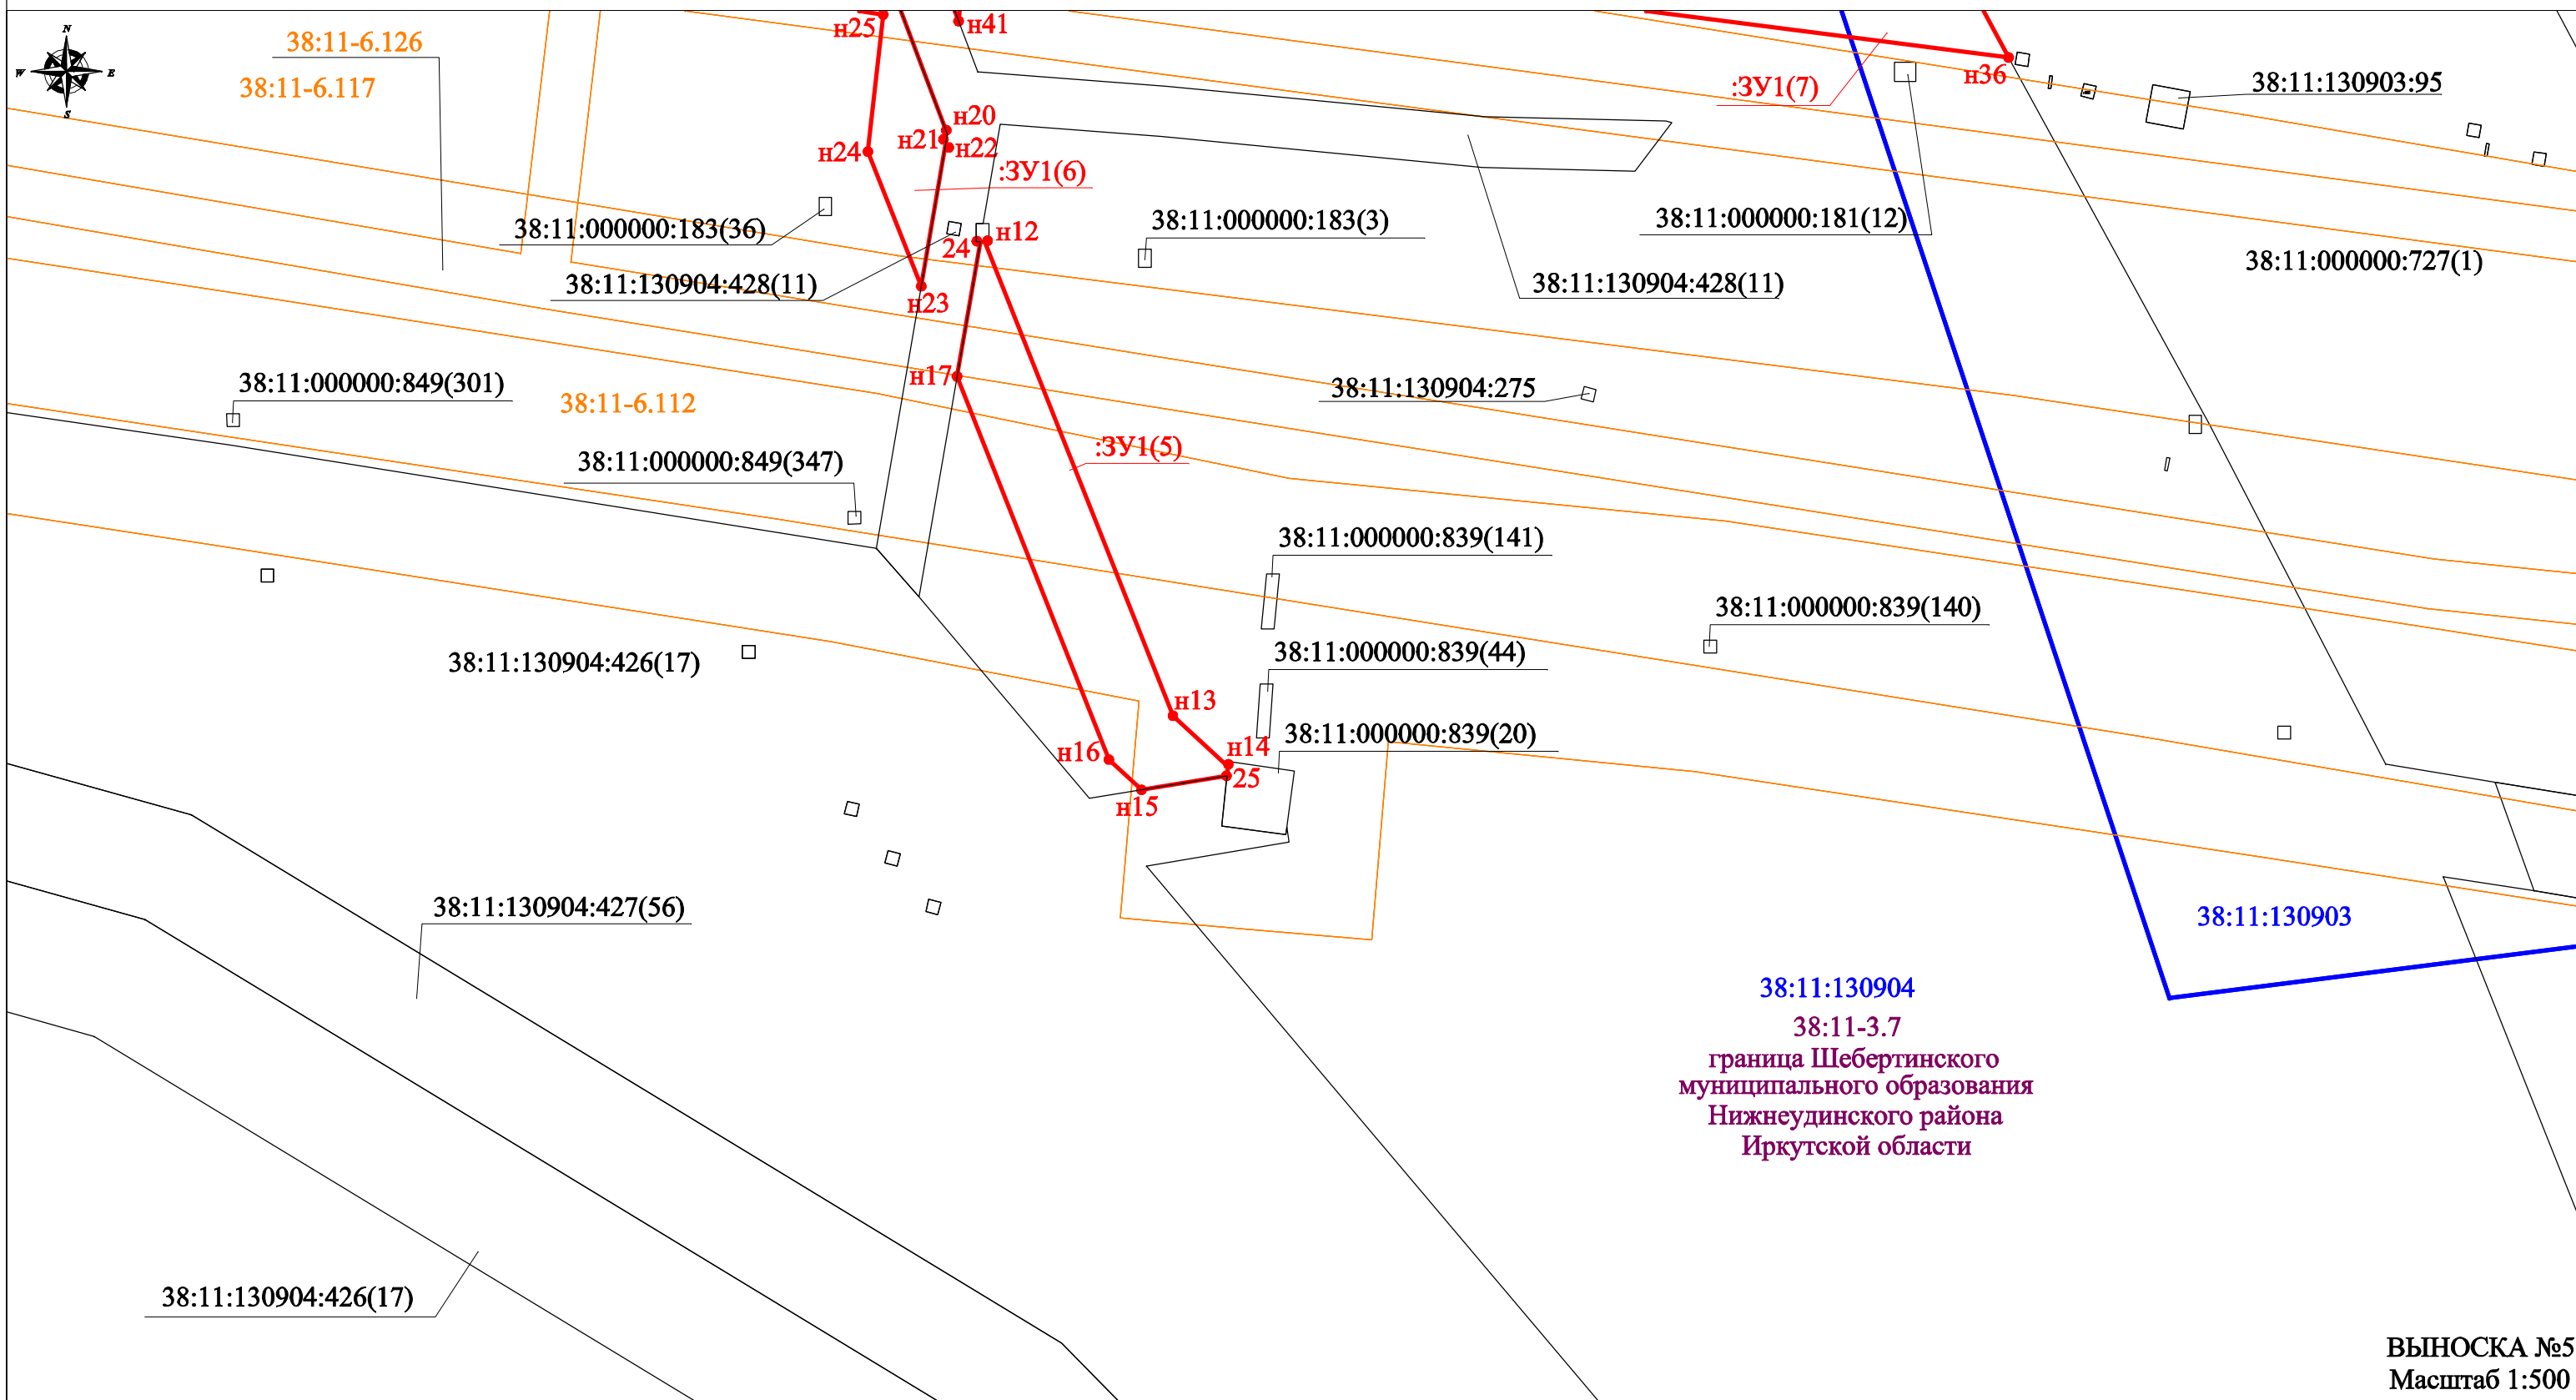 н25
н41
N
W
E
S
38:11-6.126
38:11-6.117
н36
:ЗУ1(7)
38:11:130903:95
н20
н21
н22
н24
:ЗУ1(6)
38:11:000000:183(36)
24
н12
38:11:000000:183(3)
38:11:000000:181(12)
38:11:000000:727(1)
38:11:130904:428(11)
38:11:130904:428(11)
н23
н17
38:11:000000:849(301)
38:11-6.112
38:11:130904:275
:ЗУ1(5)
38:11:000000:849(347)
38:11:000000:839(141)
38:11:000000:839(140)
38:11:130904:426(17)
38:11:000000:839(44)
н13
38:11:000000:839(20)
н16
н14
25
н15
38:11:130904:427(56)
38:11:130903
38:11:130904
38:11-3.7
граница Шебертинского
муниципального образования
Нижнеудинского района
Иркутской области
38:11:130904:426(17)
ВЫНОСКА №5
Масштаб 1:500